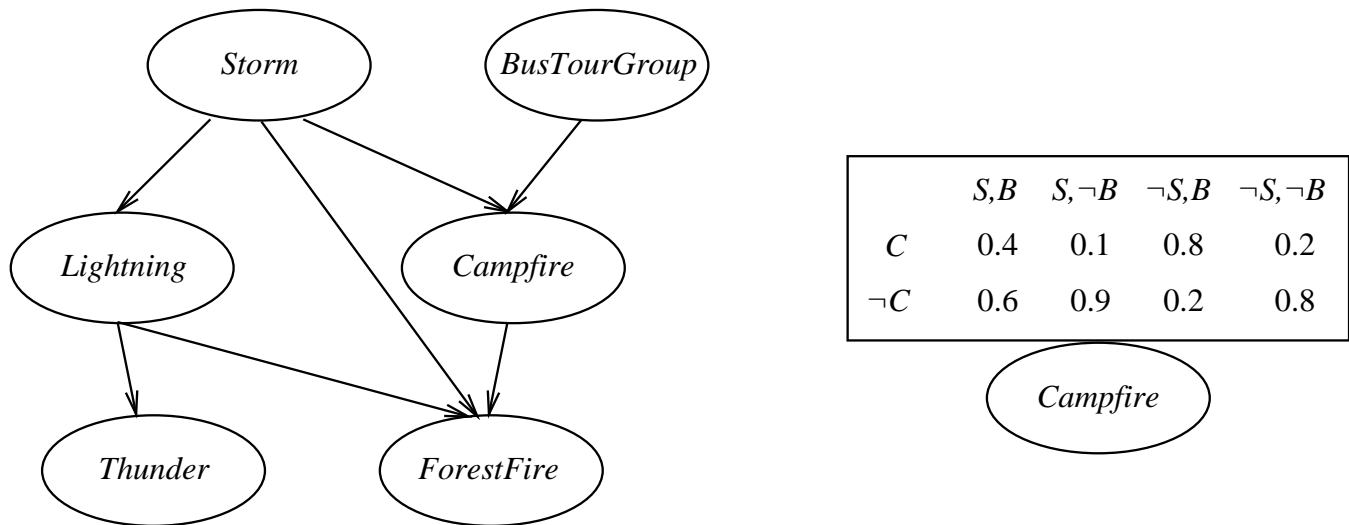 Storm
BusTourGroup
Lightning
Campfire
Thunder
ForestFire
S,B S,¬B ¬S,B ¬S,¬B
C 0.4 0.1 0.8 0.2
¬C 0.6 0.9 0.2 0.8
Campfire